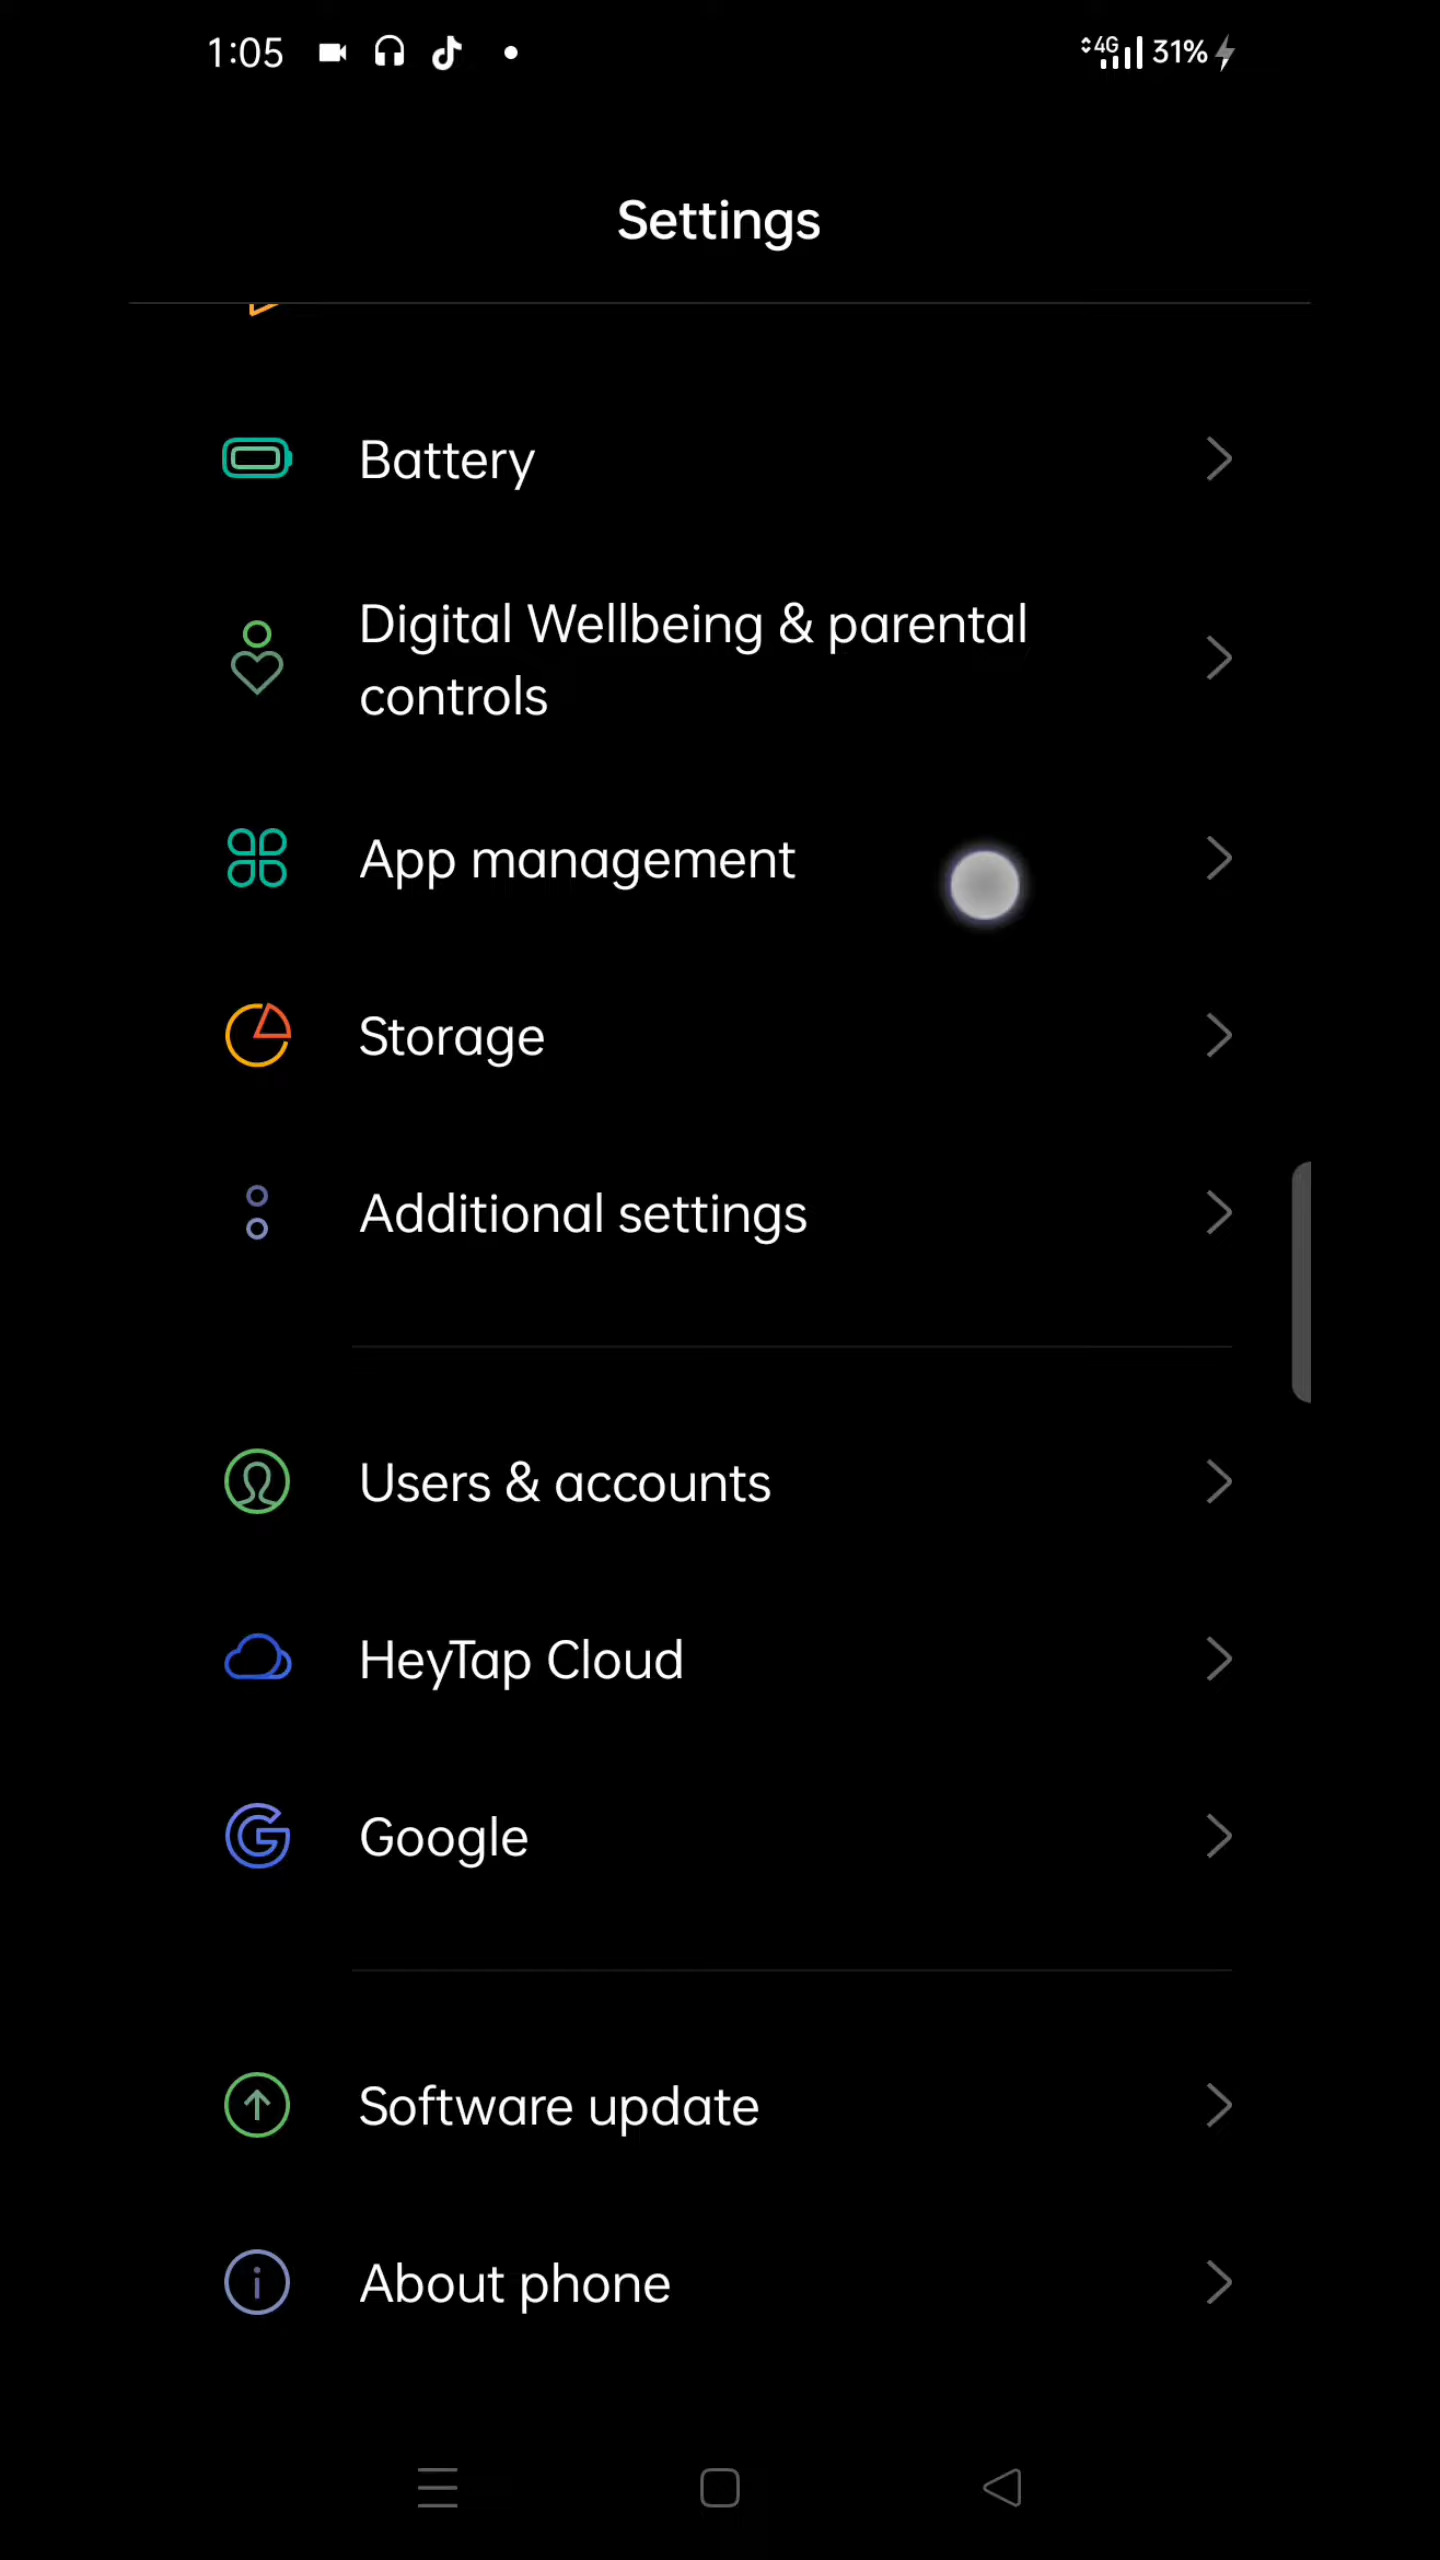 1:05
4G 31%
Settings
Battery
Digital Wellbeing & parental
controls
App management
Storage
Additional settings
Users & accounts
HeyTap Cloud
Google
Software update
About phone